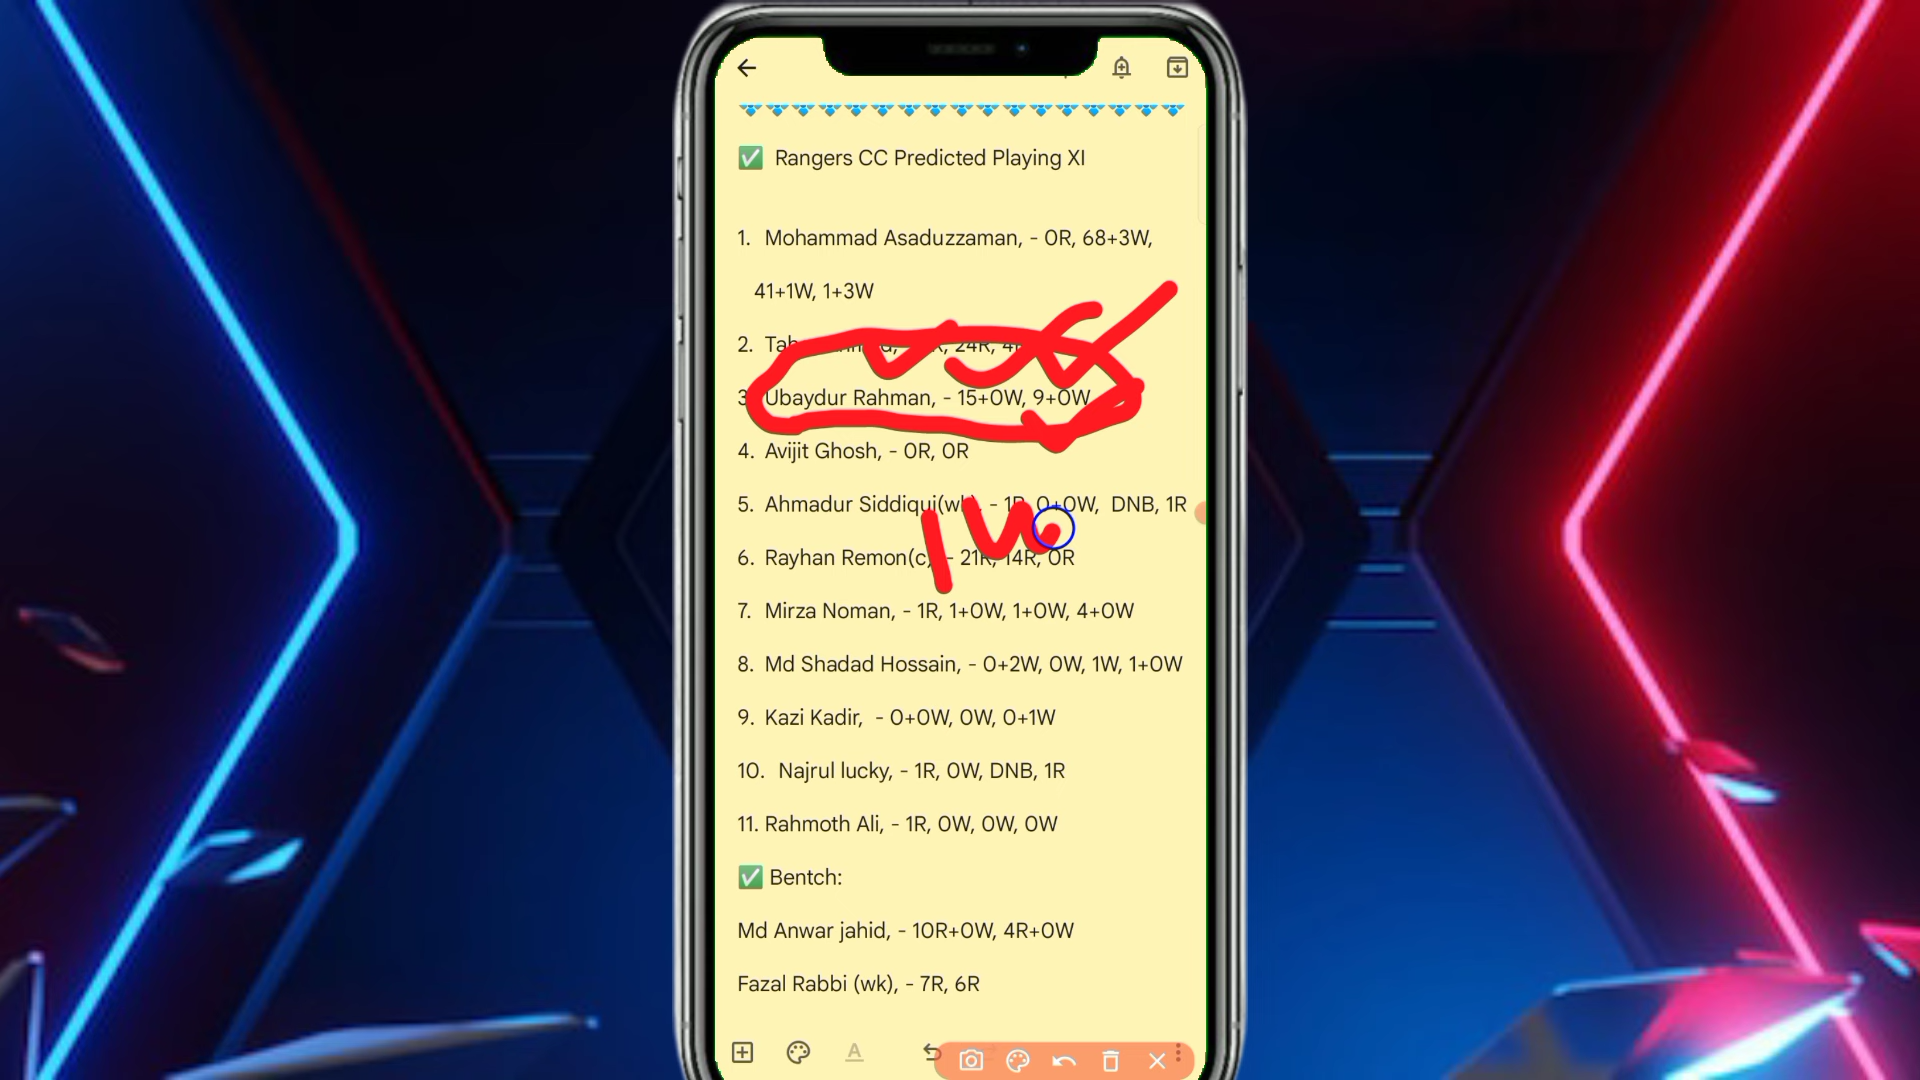 ✅ Rangers CC Predicted Playing XI
1. Mohammad Asaduzzaman, - 0R, 68+3W,
41+1W, 1+3W
2. 24R,
3. Ubaydur Rahman, - 15+0W, 9+0W
4. Avijit Ghosh, - 0R, 0R
5. Ahmadur Siddiqui(wk), - 1R, 0+0W, DNB, 1R
6. Rayhan Remon(c), - 21R, 14R, 0R
7. Mirza Noman, - 1R, 1+0W, 1+0W, 4+0W
8. Md Shadad Hossain, - 0+2W, 0W, 1W, 1+0W
9. Kazi Kadir, - 0+0W, 0W, 0+1W
10. Najrul lucky, - 1R, 0W, DNB, 1R
11. Rahmoth Ali, - 1R, 0W, 0W, 0W
✅ Bentch:
Md Anwar jahid, - 10R+0W, 4R+0W
Fazal Rabbi (wk), - 7R, 6R
A